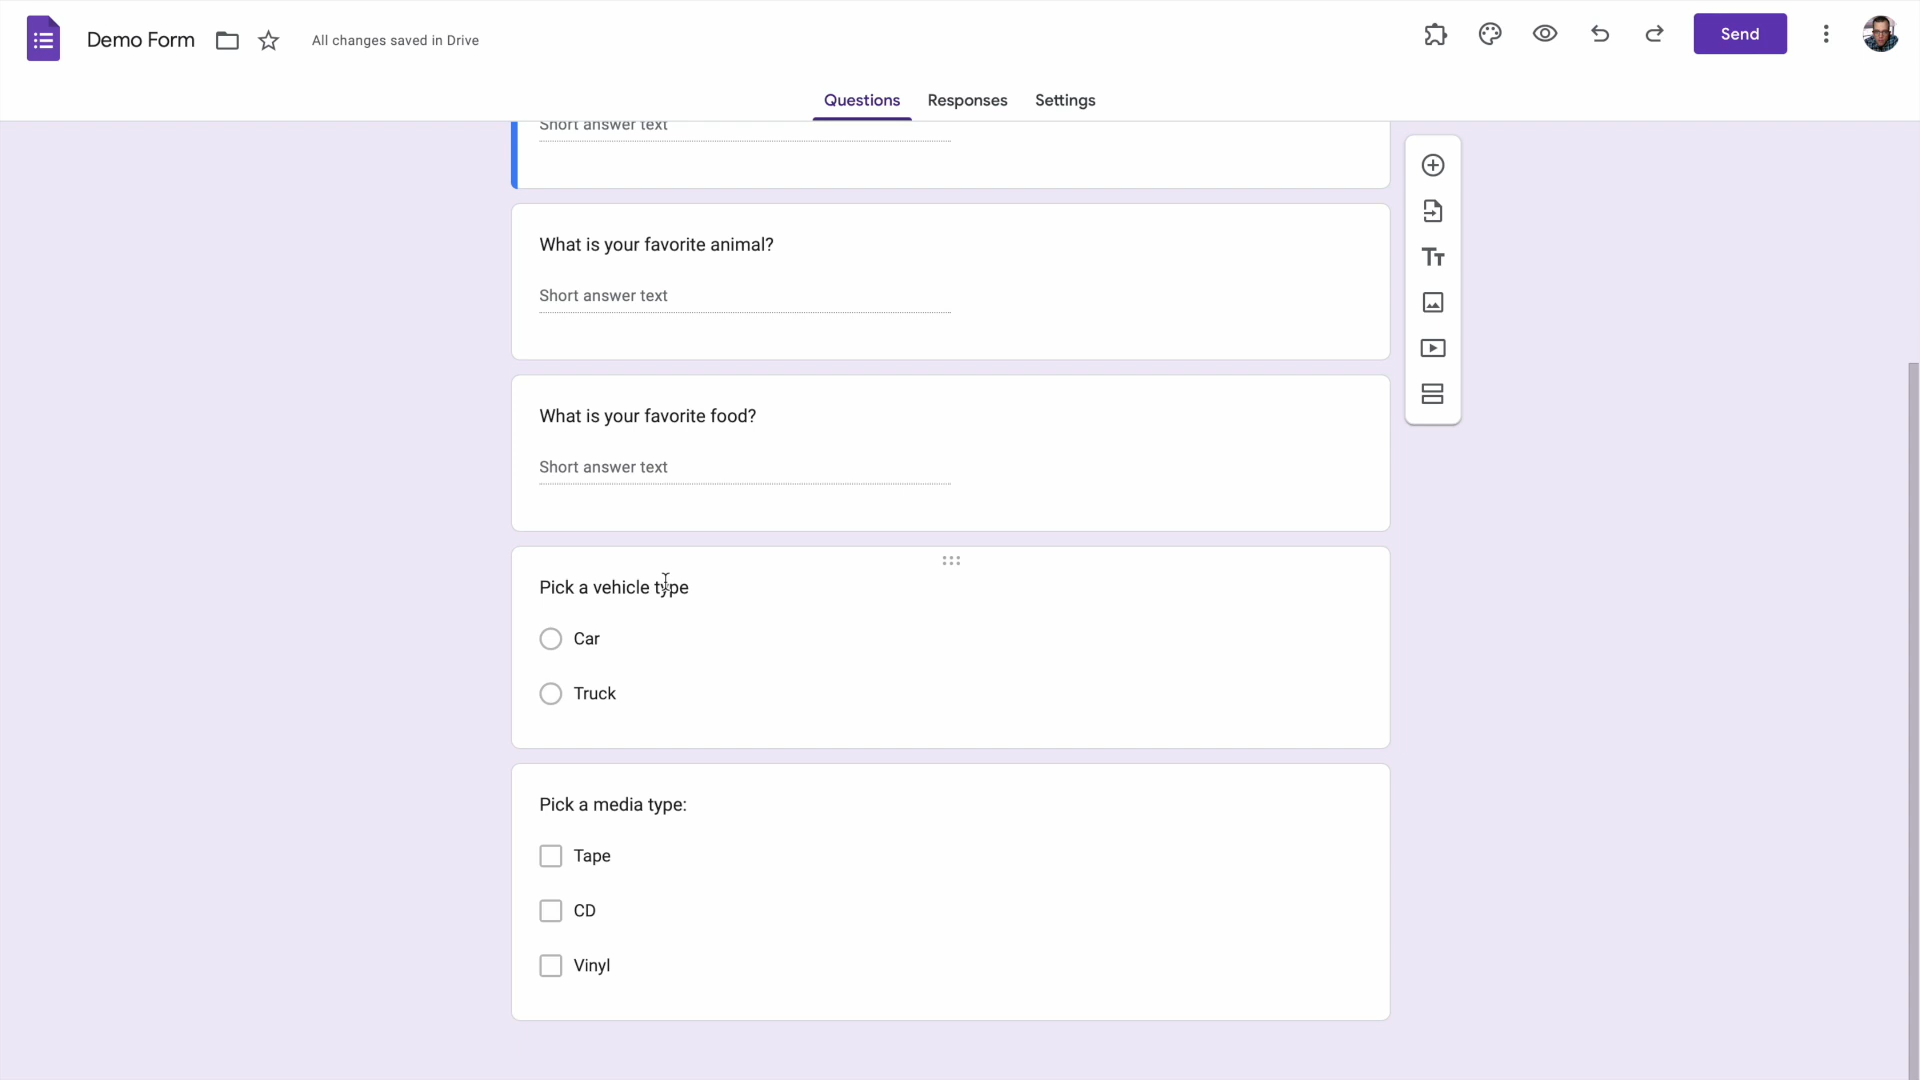 Demo Form
All changes saved in Drive
Send
Questions
Responses
Settings
Short answer text
What is your favorite animal?
Short answer text
What is your favorite food?
Short answer text
Pick a vehicle type
Car
Truck
Pick a media type:
Tape
CD
Vinyl